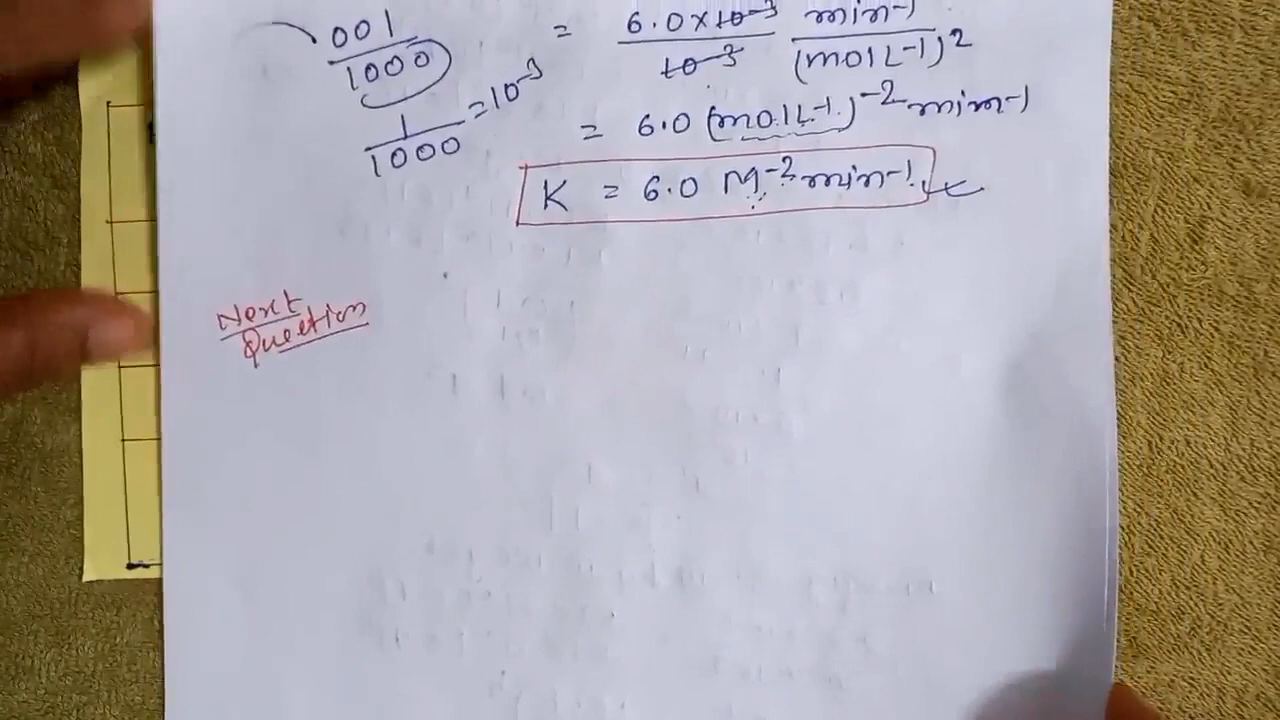 001
1000
1
1000
=10-3
= 6.0×10-3 min-1
10-3 (mol L-1)2
= 6.0 (mol L-1)-2 min-1
K = 6.0 M-2 min-1
Next
Question